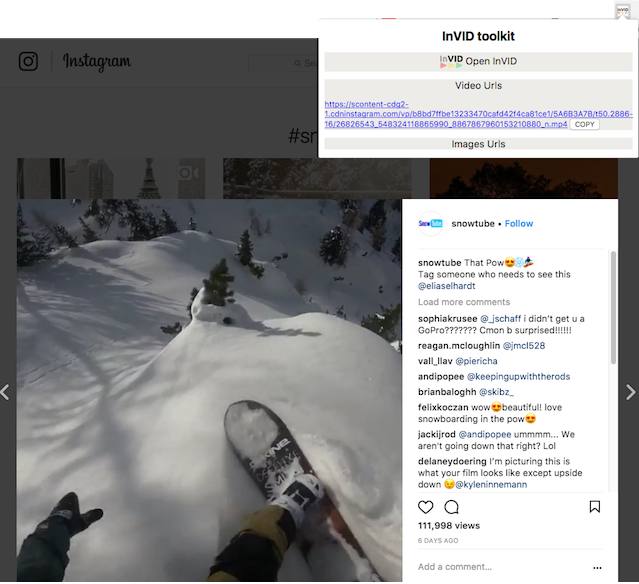 InVID
InVID toolkit
InVID Open InVID
Video Urls
https://scontent-cdg2-
1.cdninstagram.com/vp/b8bd7ffbe13233470cafd42f4ca81ce1/5A6B3A7B/t50.2886-
16/26826543_548324118865990_8867867960153210880_n.mp4 COPY
Images Urls
Instagram
#sn
SnowTube
snowtube • Follow
snowtube That Pow😍❄️🏂
Tag someone who needs to see this
@eliaselhardt
Load more comments
sophiakrusee @_jschaff i didn't get u a
GoPro??????? Cmon b surprised!!!!!!
reagan.mcloughlin @jmcl528
vall_llav @piericha
andipopee @keepingupwiththerods
brianbaloghh @skibz_
felixkoczan wow😍beautiful! love
snowboarding in the pow😍
jackijrod @andipopee ummmm... We
aren't going down that right? Lol
delaneydoering I'm picturing this is
what your film looks like except upside
down 😉@kyleninnemann
111,998 views
6 DAYS AGO
Add a comment...